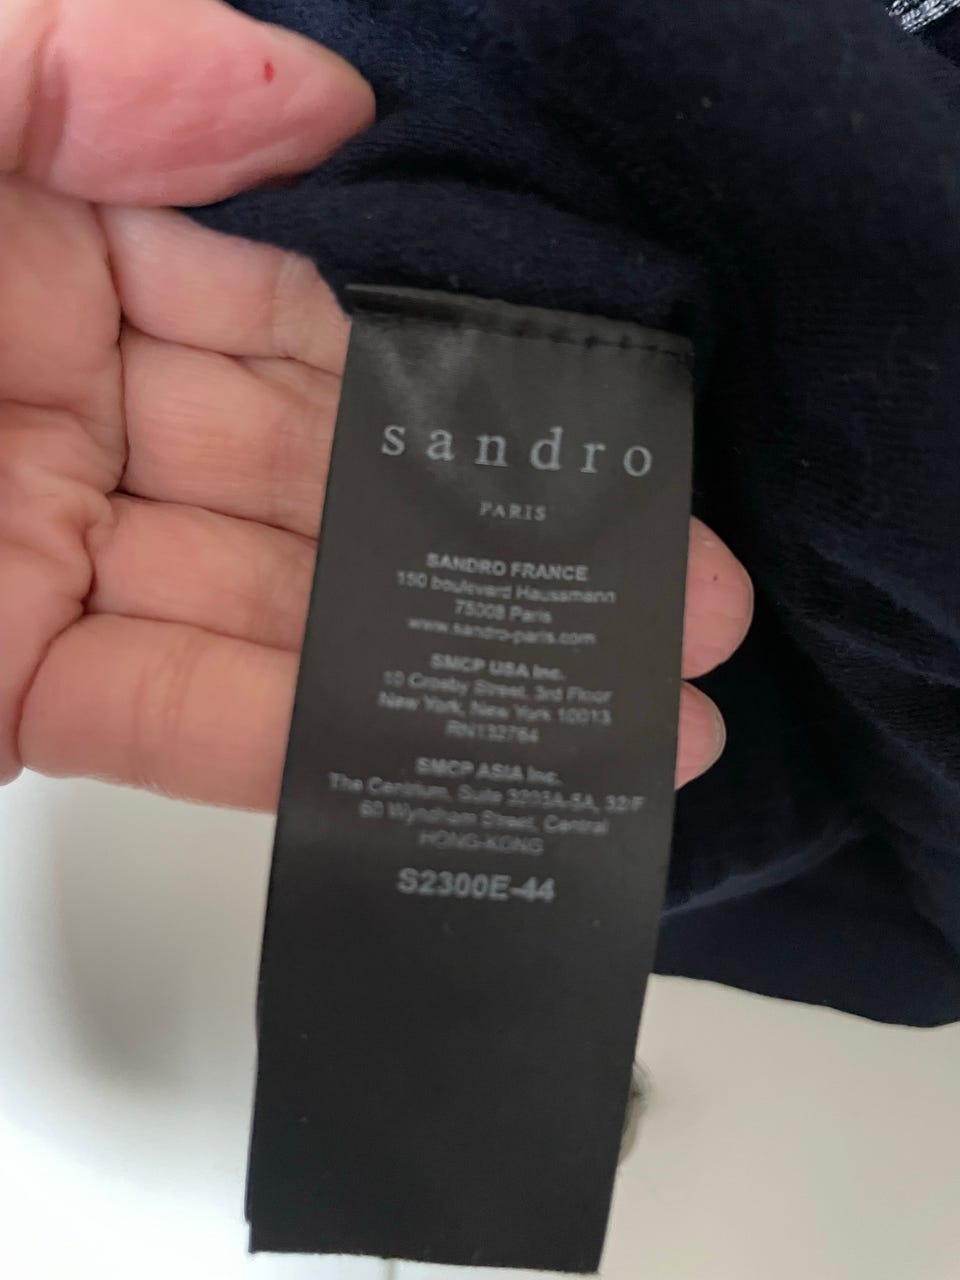 sandro
PARIS
SANDRO FRANCE
150 boulevard Haussmann
75008 Paris
www.sandro-paris.com
SMCP USA Inc.
10 Crosby Street, 3rd Floor
New York, New York 10013
RN132764
SMCP ASIA Inc.
The Centrium, Suite 3203A-5A, 32/F
60 Wyndham Street, Central
HONG-KONG
S2300E-44